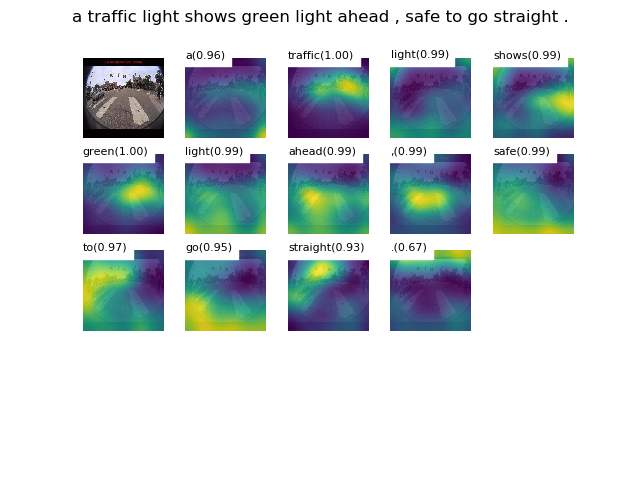 a traffic light shows green light ahead , safe to go straight .
a(0.96) traffic(1.00) light(0.99) shows(0.99)
green(1.00) light(0.99) ahead(0.99) ,(0.99) safe(0.99)
to(0.97) go(0.95) straight(0.93) .(0.67)